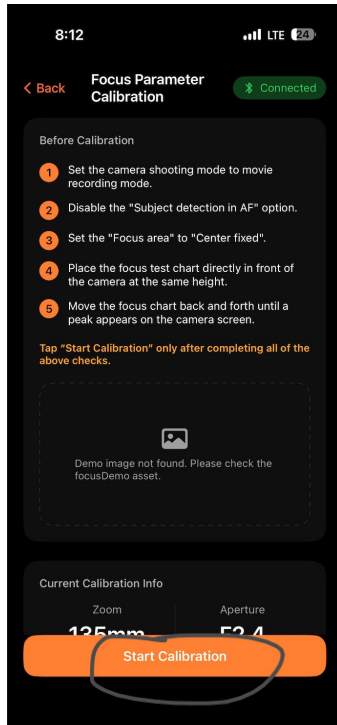 8:12
LTE 24
Back
Focus Parameter
Calibration
Connected
Before Calibration
1 Set the camera shooting mode to movie
recording mode.
2 Disable the "Subject detection in AF" option.
3 Set the "Focus area" to "Center fixed".
4 Place the focus test chart directly in front of
the camera at the same height.
5 Move the focus chart back and forth until a
peak appears on the camera screen.
Tap “Start Calibration” only after completing all of the
above checks.
Demo image not found. Please check the
focusDemo asset.
Current Calibration Info
Zoom Aperture
135mm F2.4
Start Calibration